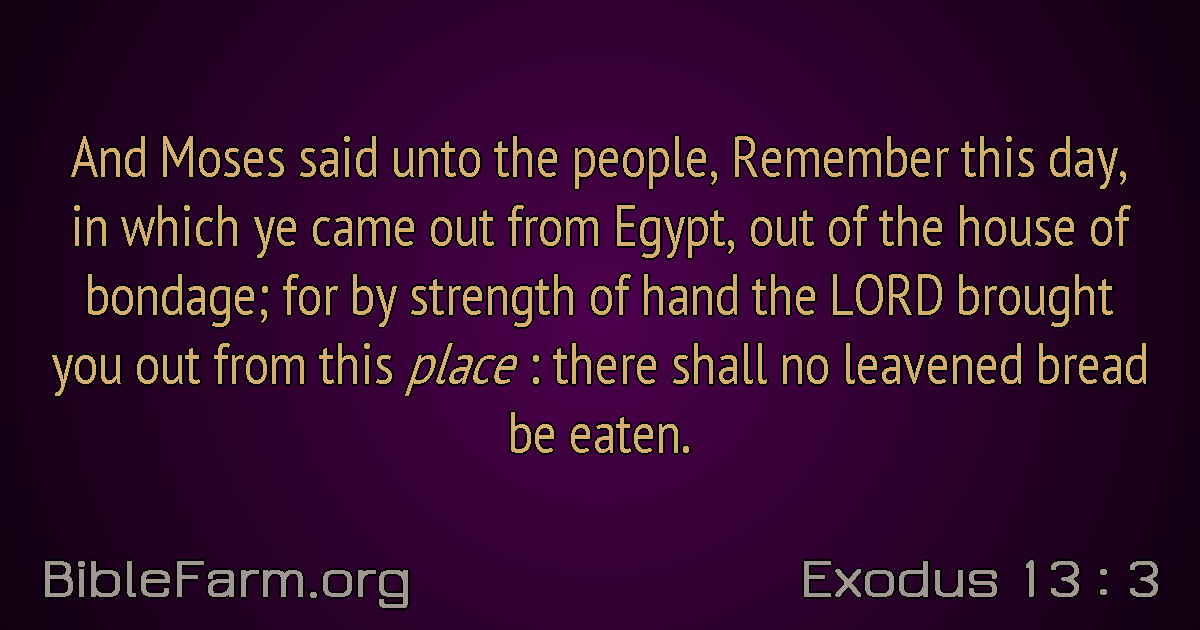 And Moses said unto the people, Remember this day,
in which ye came out from Egypt, out of the house of
bondage; for by strength of hand the LORD brought
you out from this place : there shall no leavened bread
be eaten.
BibleFarm.org
Exodus 13 : 3